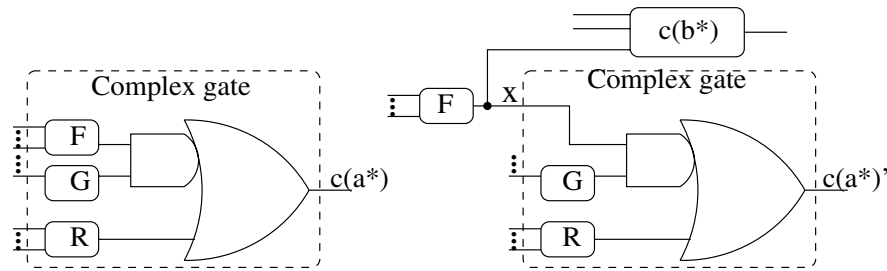 Complex gate
F
G
R
c(a*)
c(b*)
F
x
Complex gate
G
R
c(a*)'